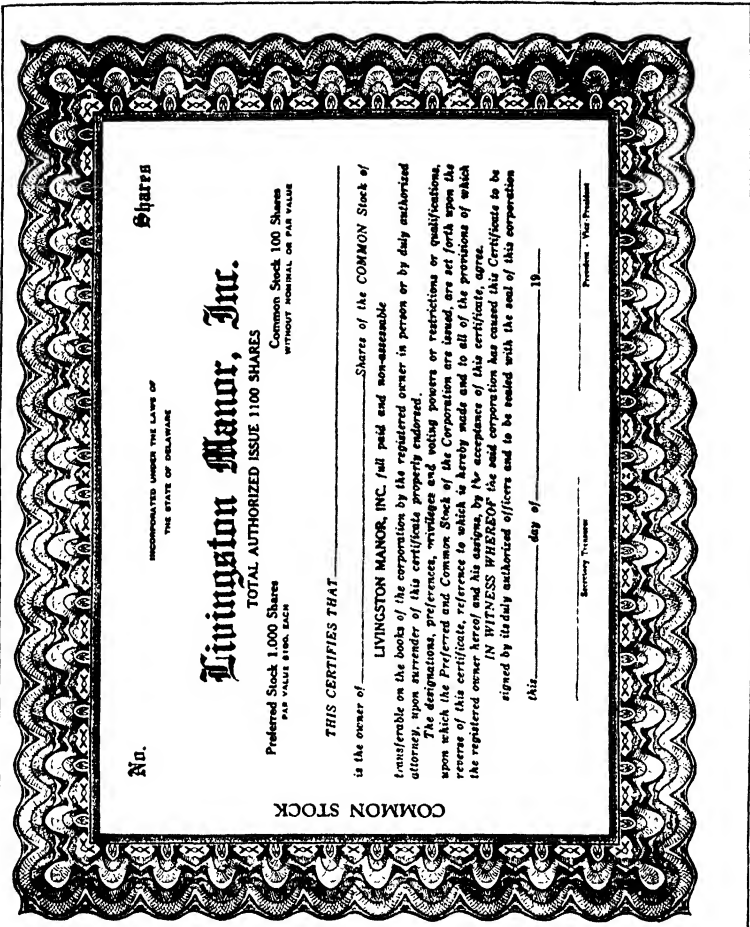 No.
Shares
INCORPORATED UNDER THE LAWS OF
THE STATE OF DELAWARE
Livingston Manor, Inc.
TOTAL AUTHORIZED ISSUE 1100 SHARES
Preferred Stock 1,000 Shares
PAR VALUE $100. EACH
Common Stock 100 Shares
WITHOUT NOMINAL OR PAR VALUE
COMMON STOCK
THIS CERTIFIES THAT
is the owner of Shares of the COMMON Stock of
LIVINGSTON MANOR, INC. full paid and non-assessable
transferable on the books of the corporation by the registered owner in person or by duly authorized
attorney, upon surrender of this certificate properly endorsed.
The designations, preferences, privileges and voting powers or restrictions or qualifications,
upon which the Preferred and Common Stock of the Corporation are issued, are set forth upon the
reverse of this certificate, reference to which is hereby made and to all of the provisions of which
the registered owner hereof and his assigns, by the acceptance of this certificate, agree.
IN WITNESS WHEREOF the said corporation has caused this Certificate to be
signed by its duly authorized officers and to be sealed with the seal of this corporation
this day of 19
Secretary Treasurer
President - Vice-President